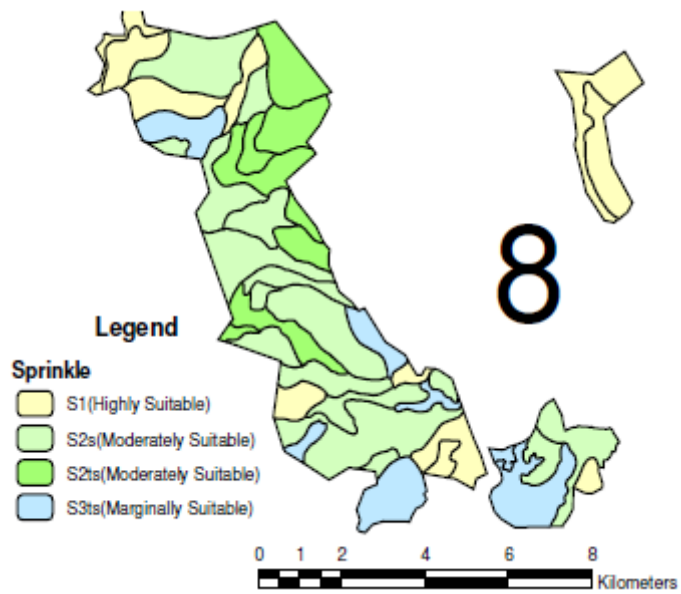 8
Legend
Sprinkle
S1(Highly Suitable)
S2s(Moderately Suitable)
S2ts(Moderately Suitable)
S3ts(Marginally Suitable)
0 1 2 4 6 8
Kilometers